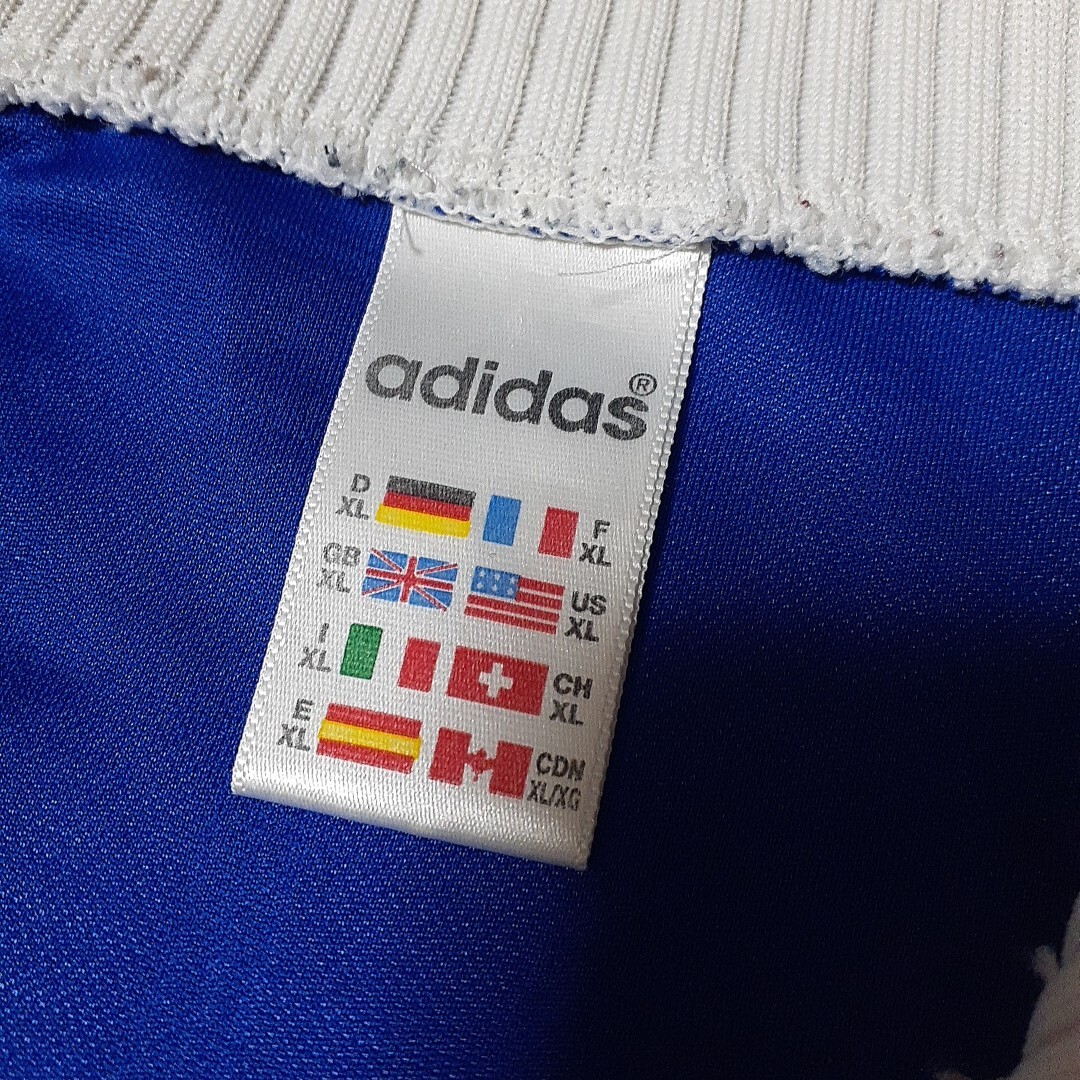 adidas®
D XL F XL
GB XL US XL
I XL CH XL
E XL CDN XL/XG